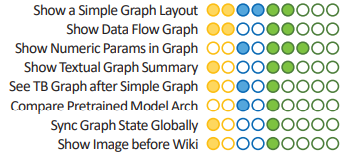 Show a Simple Graph Layout
Show Data Flow Graph
Show Numeric Params in Graph
Show Textual Graph Summary
See TB Graph after Simple Graph
Compare Pretrained Model Arch
Sync Graph State Globally
Show Image before Wiki